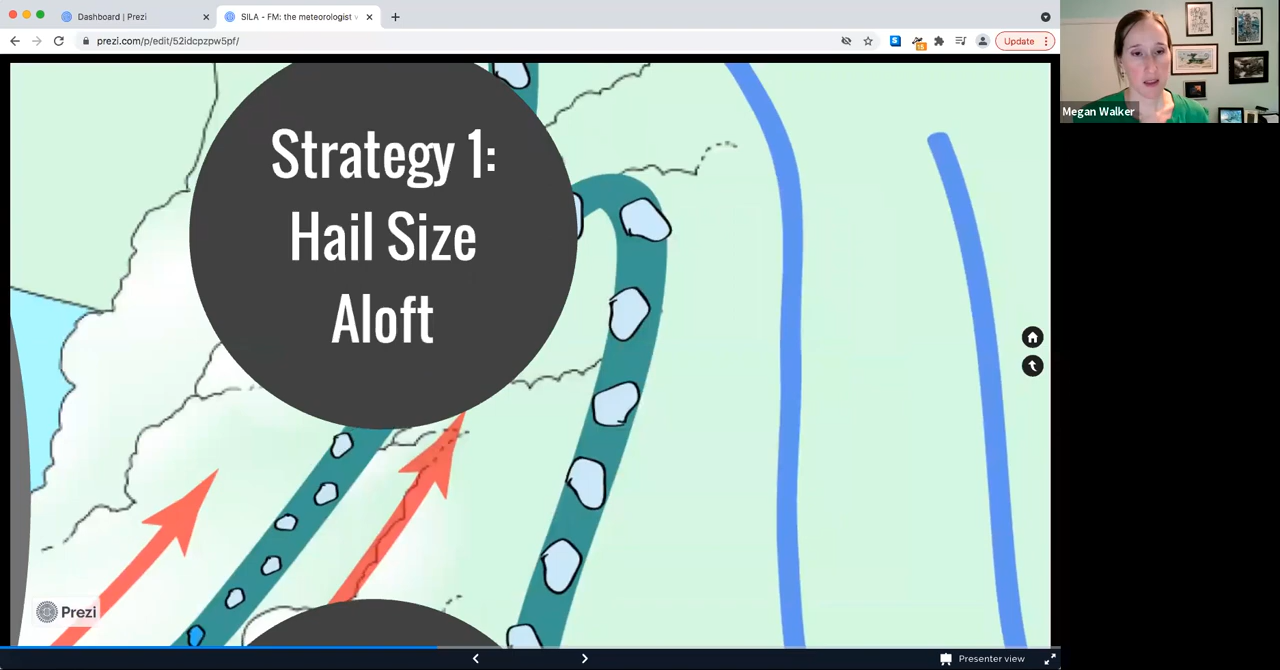 Dashboard | Prezi
SILA - FM: the meteorologist v
prezi.com/p/edit/52idcpzpw5pf/
15
Update
Megan Walker
Strategy 1:
Hail Size
Aloft
Prezi
Presenter view